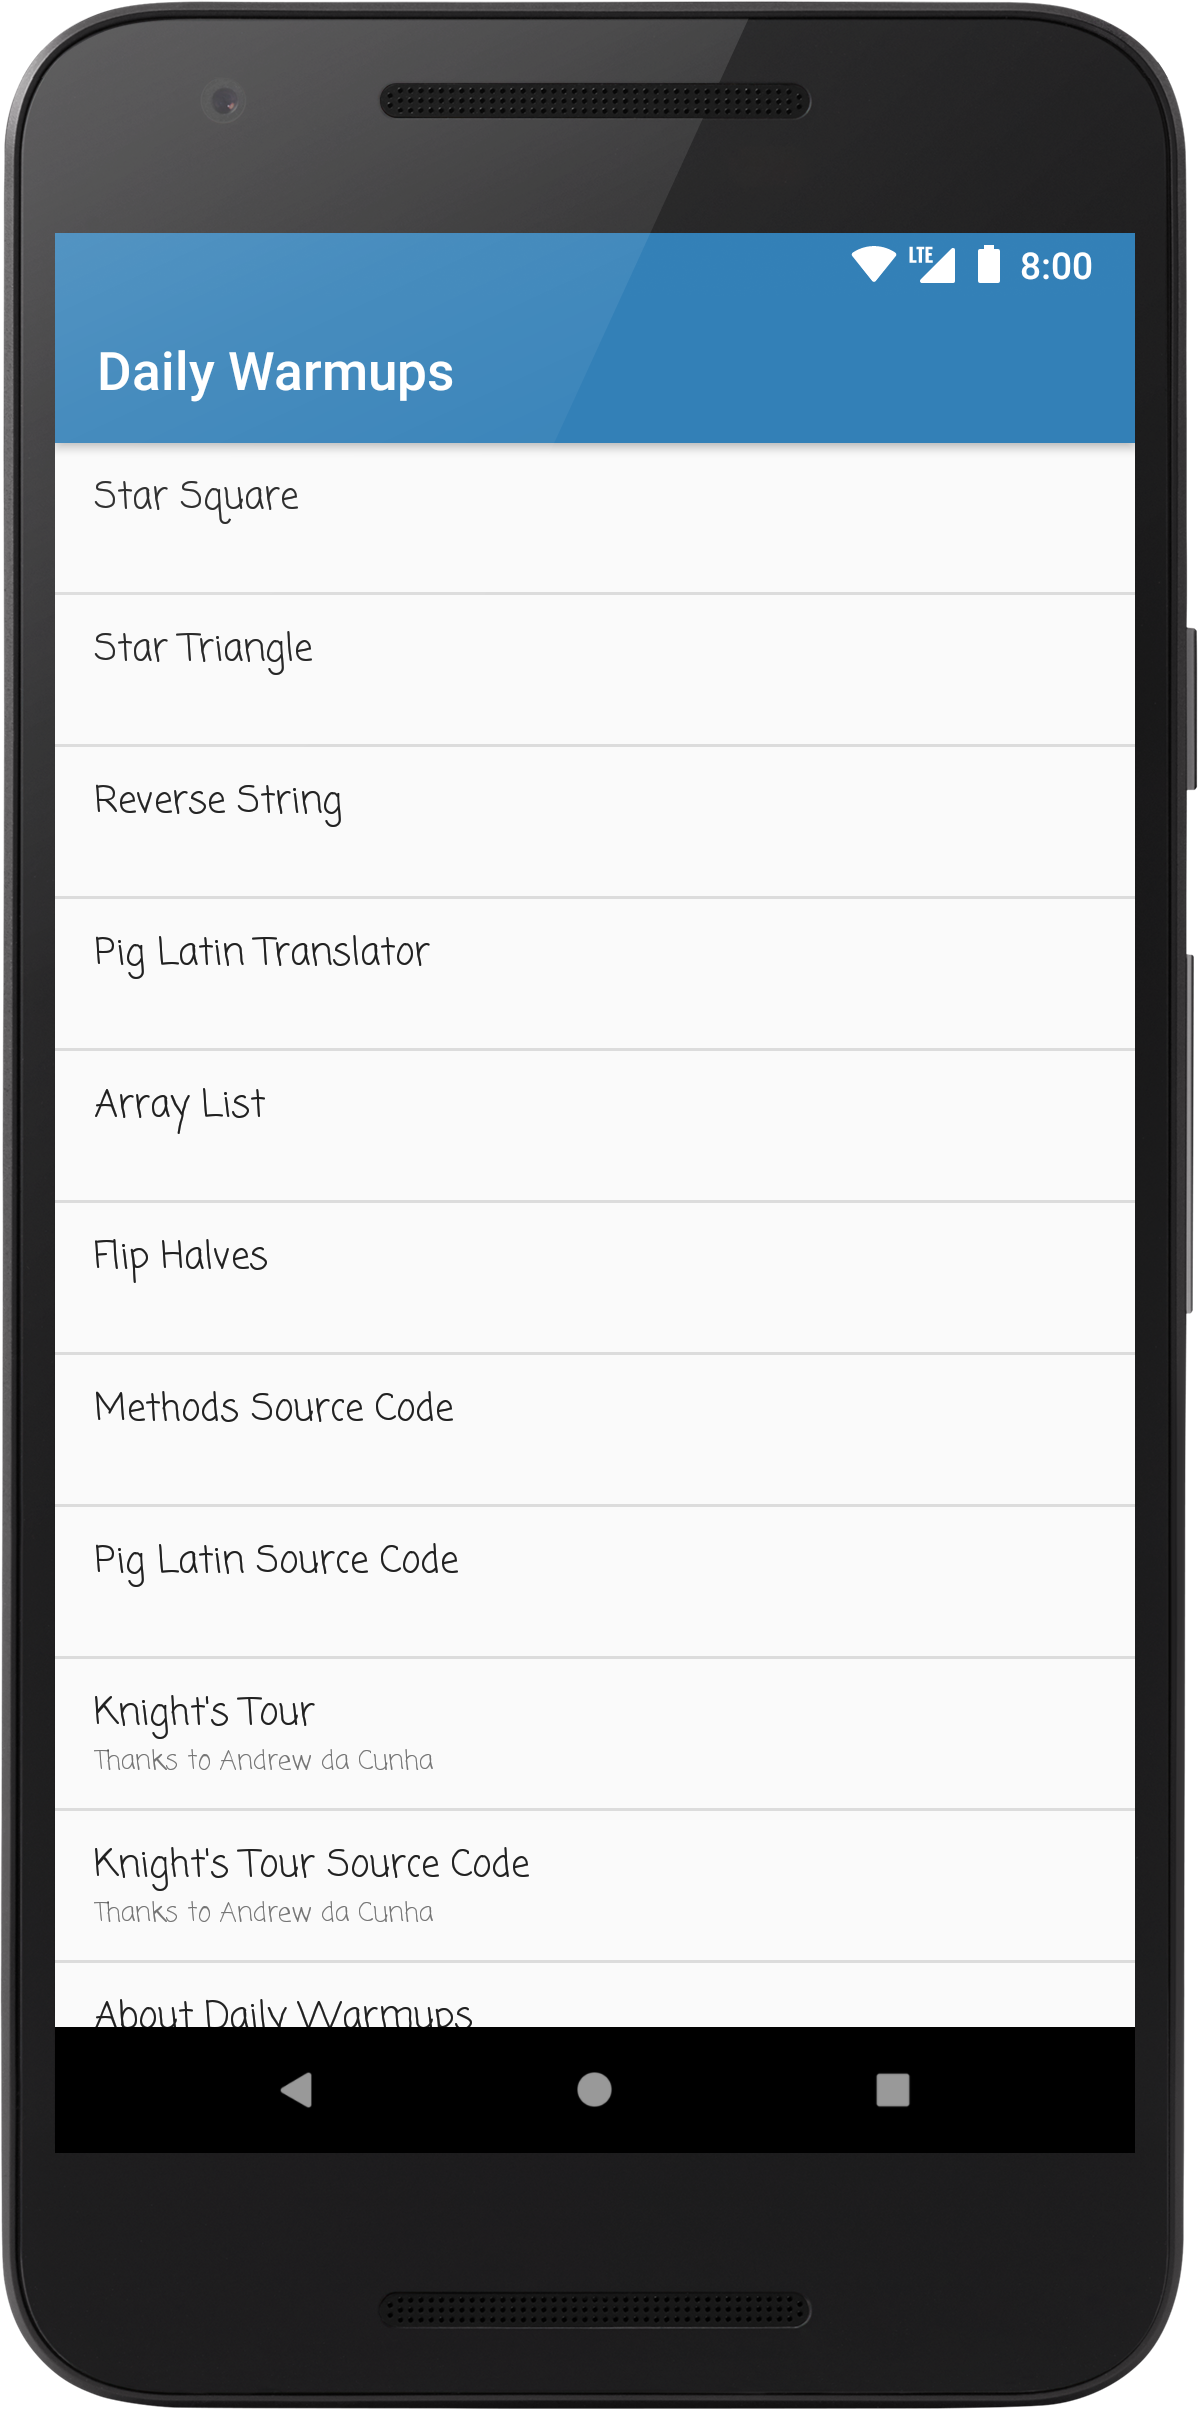 LTE 8:00
Daily Warmups
Star Square
Star Triangle
Reverse String
Pig Latin Translator
Array List
Flip Halves
Methods Source Code
Pig Latin Source Code
Knight's Tour
Thanks to Andrew da Cunha
Knight's Tour Source Code
Thanks to Andrew da Cunha
About Daily Warmups